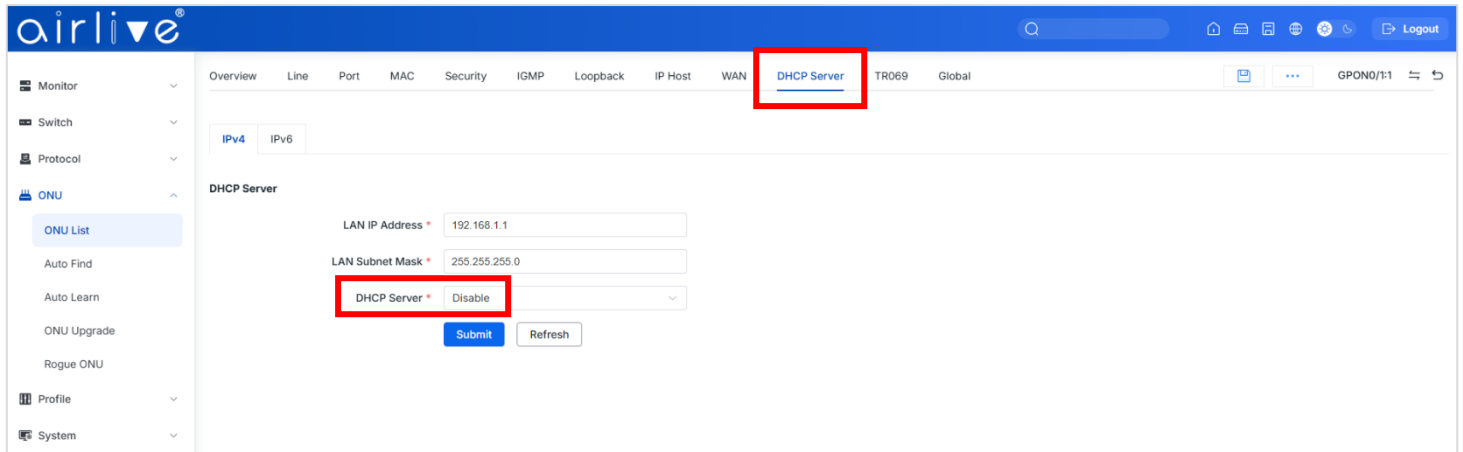 airlive®
Logout
Monitor
Switch
Protocol
ONU
ONU List
Auto Find
Auto Learn
ONU Upgrade
Rogue ONU
Profile
System
Overview Line Port MAC Security IGMP Loopback IP Host WAN DHCP Server TR069 Global GPON0/1:1
IPv4 IPv6
DHCP Server
LAN IP Address * 192.168.1.1
LAN Subnet Mask * 255.255.255.0
DHCP Server * Disable
Submit Refresh